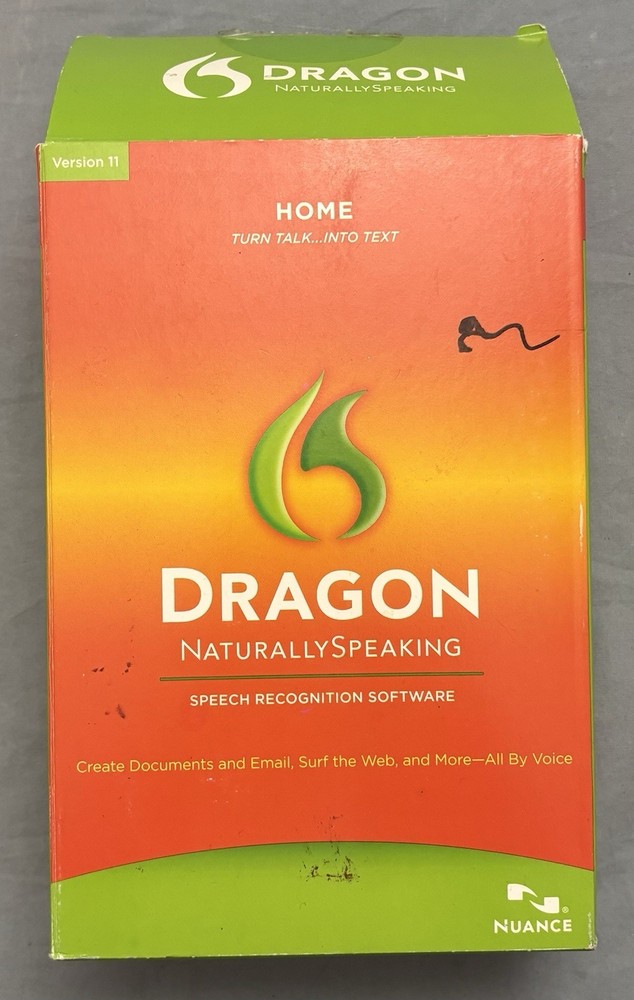 DRAGON
NATURALLYSPEAKING
Version 11
HOME
TURN TALK...INTO TEXT
DRAGON
NATURALLYSPEAKING
SPEECH RECOGNITION SOFTWARE
Create Documents and Email, Surf the Web, and More—All By Voice
®
NUANCE